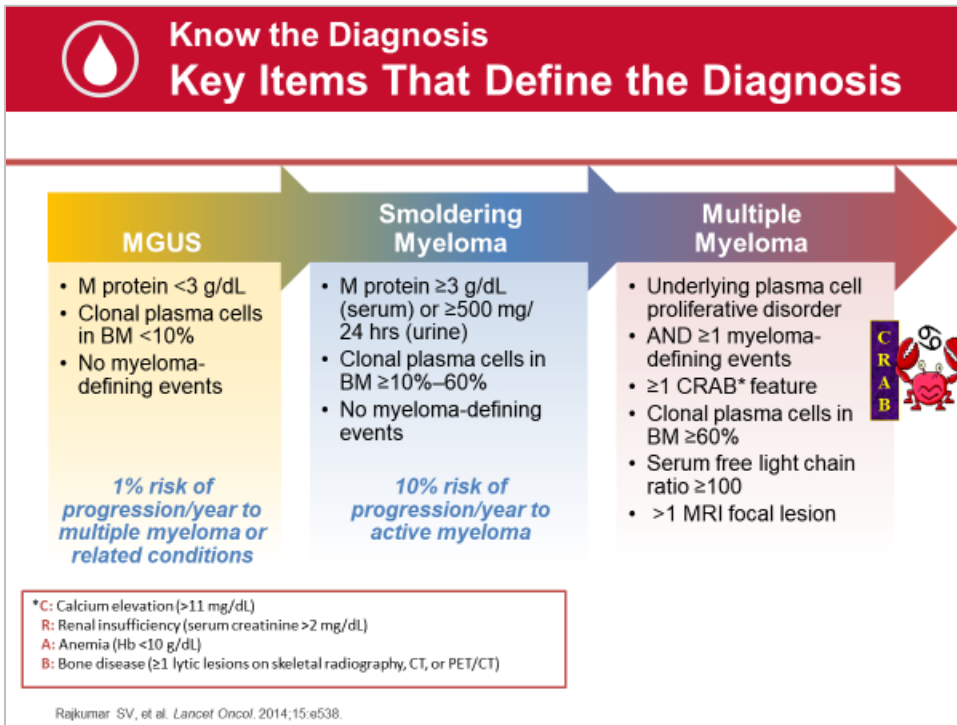 Know the Diagnosis
Key Items That Define the Diagnosis
MGUS
• M protein <3 g/dL
• Clonal plasma cells
in BM <10%
• No myeloma-
defining events
1% risk of
progression/year to
multiple myeloma or
related conditions
Smoldering
Myeloma
• M protein ≥3 g/dL
(serum) or ≥500 mg/
24 hrs (urine)
• Clonal plasma cells in
BM ≥10%–60%
• No myeloma-defining
events
10% risk of
progression/year to
active myeloma
Multiple
Myeloma
• Underlying plasma cell
proliferative disorder
• AND ≥1 myeloma-
defining events
• ≥1 CRAB* feature
• Clonal plasma cells in
BM ≥60%
• Serum free light chain
ratio ≥100
• >1 MRI focal lesion
C
R
A
B
*C: Calcium elevation (>11 mg/dL)
R: Renal insufficiency (serum creatinine >2 mg/dL)
A: Anemia (Hb <10 g/dL)
B: Bone disease (≥1 lytic lesions on skeletal radiography, CT, or PET/CT)
Rajkumar SV, et al. Lancet Oncol. 2014;15:e538.